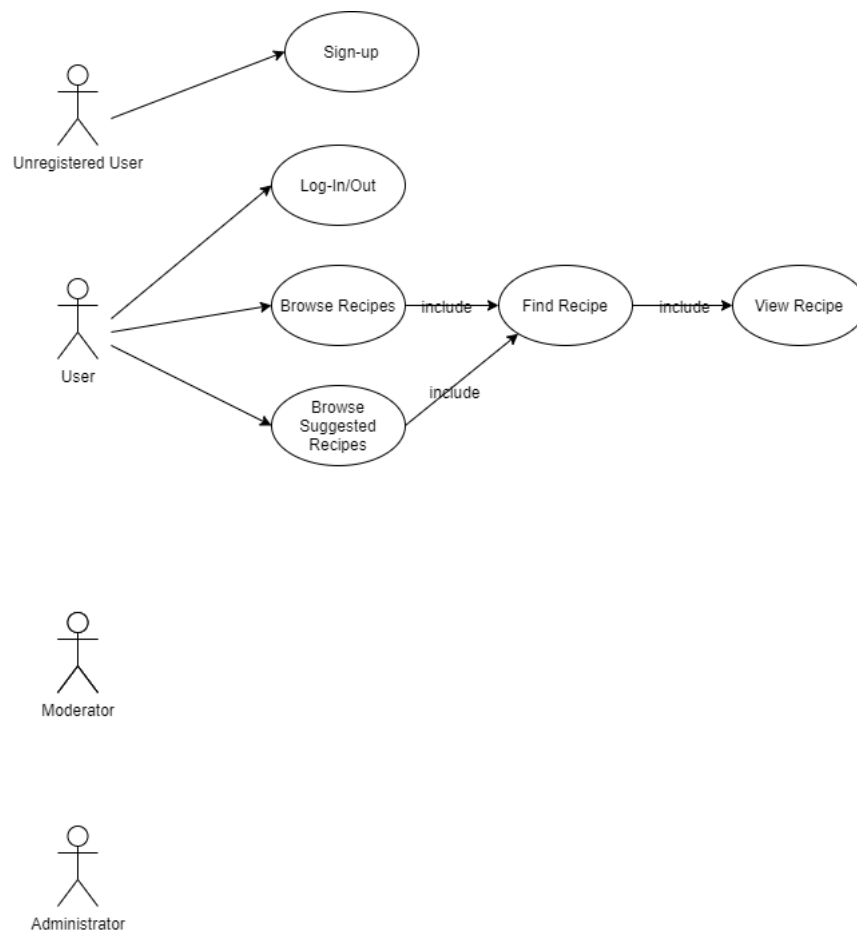 Sign-up
Unregistered User
Log-In/Out
User
Browse Recipes
include
Find Recipe
include
View Recipe
include
Browse
Suggested
Recipes
Moderator
Administrator